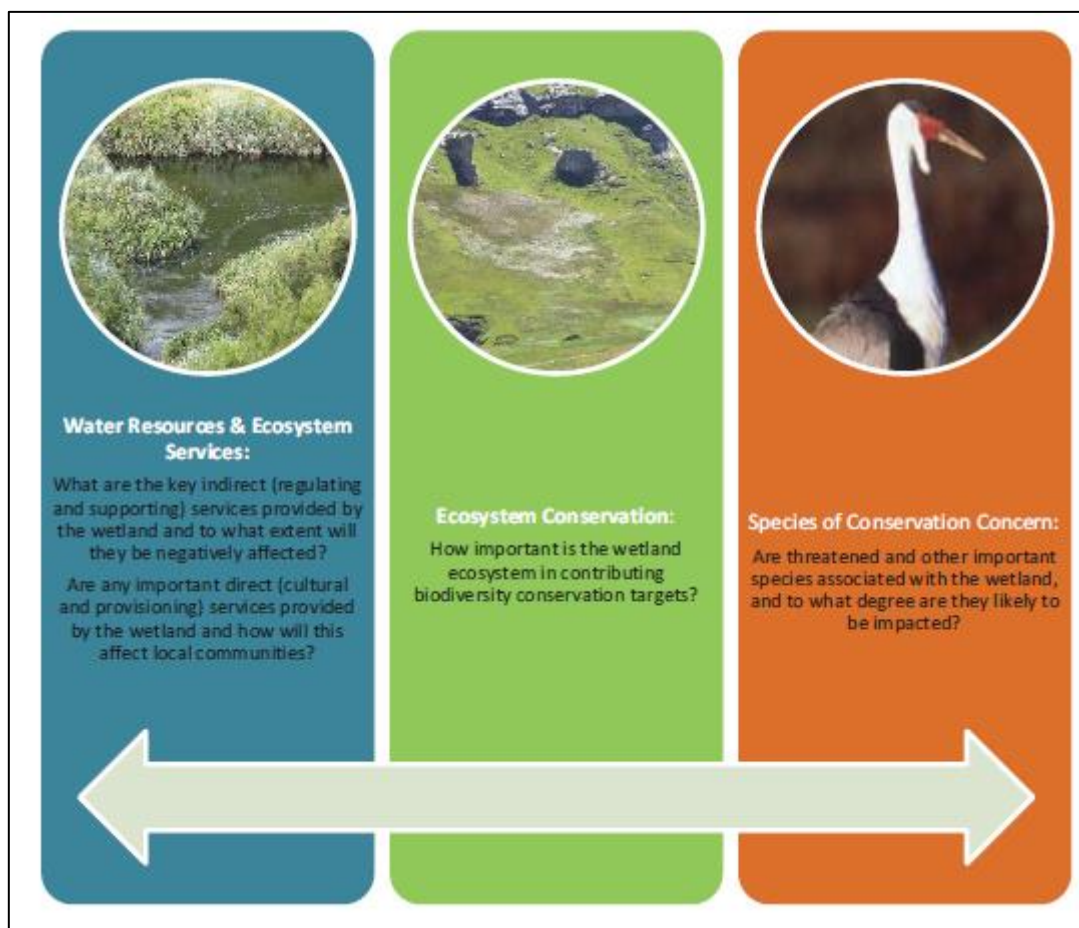 Water Resources & Ecosystem
Services:
What are the key indirect (regulating
and supporting) services provided by
the wetland and to what extent will
they be negatively affected?
Are any important direct (cultural
and provisioning) services provided
by the wetland and how will this
affect local communities?
Ecosystem Conservation:
How important is the wetland
ecosystem in contributing
biodiversity conservation targets?
Species of Conservation Concern:
Are threatened and other important
species associated with the wetland,
and to what degree are they likely to
be impacted?